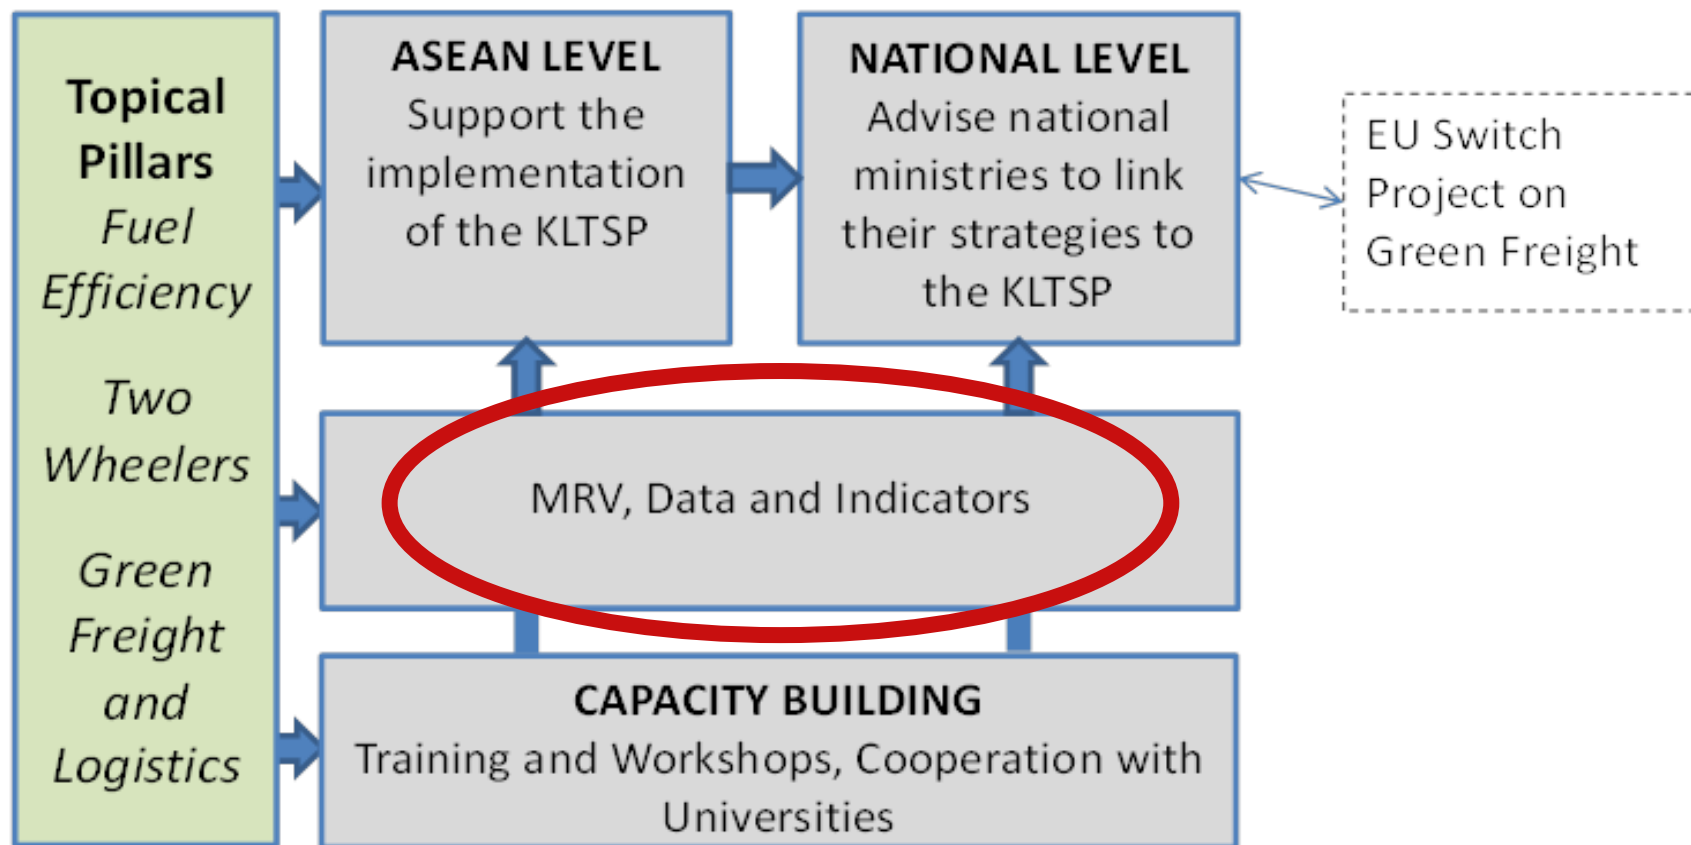 Topical
Pillars
Fuel
Efficiency
Two
Wheelers
Green
Freight
and
Logistics
ASEAN LEVEL
Support the
implementation
of the KLTSP
NATIONAL LEVEL
Advise national
ministries to link
their strategies to
the KLTSP
EU Switch
Project on
Green Freight
MRV, Data and Indicators
CAPACITY BUILDING
Training and Workshops, Cooperation with
Universities